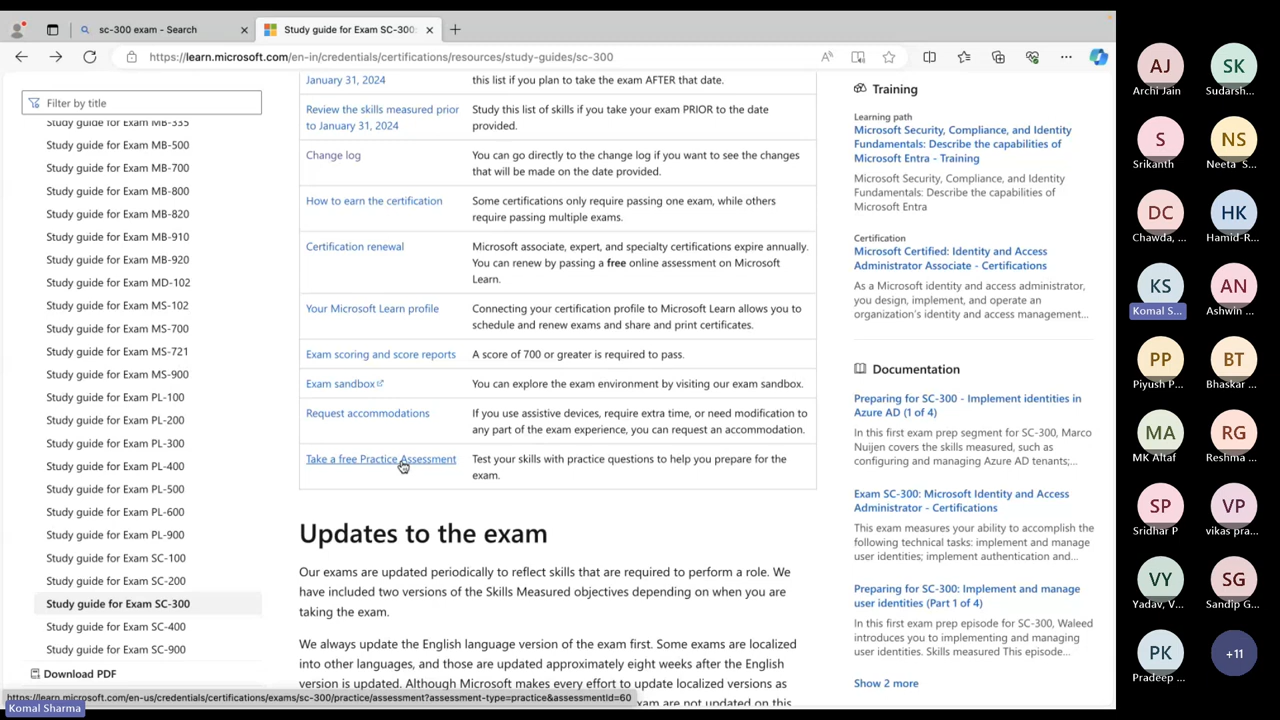 sc-300 exam - Search
Study guide for Exam SC-300:
https://learn.microsoft.com/en-in/credentials/certifications/resources/study-guides/sc-300
Filter by title
Study guide for Exam MB-335
Study guide for Exam MB-500
Study guide for Exam MB-700
Study guide for Exam MB-800
Study guide for Exam MB-820
Study guide for Exam MB-910
Study guide for Exam MB-920
Study guide for Exam MD-102
Study guide for Exam MS-102
Study guide for Exam MS-700
Study guide for Exam MS-721
Study guide for Exam MS-900
Study guide for Exam PL-100
Study guide for Exam PL-200
Study guide for Exam PL-300
Study guide for Exam PL-400
Study guide for Exam PL-500
Study guide for Exam PL-600
Study guide for Exam PL-900
Study guide for Exam SC-100
Study guide for Exam SC-200
Study guide for Exam SC-300
Study guide for Exam SC-400
Study guide for Exam SC-900
Download PDF
January 31, 2024
this list if you plan to take the exam AFTER that date.
Review the skills measured prior
to January 31, 2024
Study this list of skills if you take your exam PRIOR to the date
provided.
Change log
You can go directly to the change log if you want to see the changes
that will be made on the date provided.
How to earn the certification
Some certifications only require passing one exam, while others
require passing multiple exams.
Certification renewal
Microsoft associate, expert, and specialty certifications expire annually.
You can renew by passing a free online assessment on Microsoft
Learn.
Your Microsoft Learn profile
Connecting your certification profile to Microsoft Learn allows you to
schedule and renew exams and share and print certificates.
Exam scoring and score reports
A score of 700 or greater is required to pass.
Exam sandbox
You can explore the exam environment by visiting our exam sandbox.
Request accommodations
If you use assistive devices, require extra time, or need modification to
any part of the exam experience, you can request an accommodation.
Take a free Practice Assessment
Test your skills with practice questions to help you prepare for the
exam.
Updates to the exam
Our exams are updated periodically to reflect skills that are required to perform a role. We
have included two versions of the Skills Measured objectives depending on when you are
taking the exam.
We always update the English language version of the exam first. Some exams are localized
into other languages, and those are updated approximately eight weeks after the English
version is updated. Although Microsoft makes every effort to update localized versions as
exam are not updated on this
Training
Learning path
Microsoft Security, Compliance, and Identity
Fundamentals: Describe the capabilities of
Microsoft Entra - Training
Microsoft Security, Compliance, and Identity
Fundamentals: Describe the capabilities of
Microsoft Entra
Certification
Microsoft Certified: Identity and Access
Administrator Associate - Certifications
As a Microsoft identity and access administrator,
you design, implement, and operate an
organization's identity and access management...
Documentation
Preparing for SC-300 - Implement identities in
Azure AD (1 of 4)
In this first exam prep segment for SC-300, Marco
Nuijen covers the skills measured, such as
configuring and managing Azure AD tenants;...
Exam SC-300: Microsoft Identity and Access
Administrator - Certifications
This exam measures your ability to accomplish the
following technical tasks: implement and manage
user identities; implement authentication and...
Preparing for SC-300: Implement and manage
user identities (Part 1 of 4)
In this first exam prep episode for SC-300, Waleed
introduces you to implementing and managing
user identities. Skills measured This episode...
Show 2 more
https://learn.microsoft.com/en-us/credentials/certifications/exams/sc-300/practice/assessment?assessment-type=practice&assessmentId=60
Komal Sharma
AJ
Archi Jain
SK
Sudarsh...
S
Srikanth
NS
Neeta S...
DC
Chawda, ...
HK
Hamid-R...
KS
Komal S...
AN
Ashwin ...
PP
Piyush P...
BT
Bhaskar ...
MA
MK Altaf
RG
Reshma ...
SP
Sridhar P
VP
vikas pra...
VY
Yadav, V...
SG
Sandip G...
PK
Pradeep ...
+11